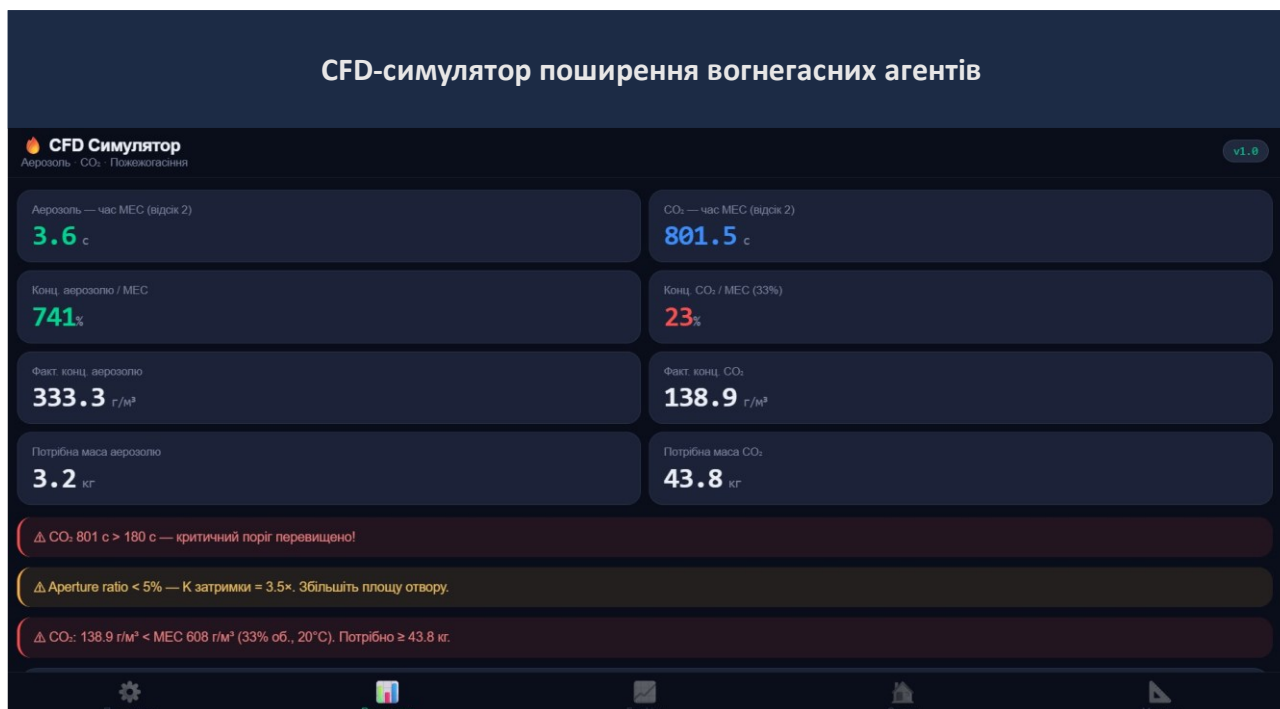 CFD-симулятор поширення вогнегасних агентів
🔥 CFD Симулятор
Аерозоль · CO₂ · Пожежогасіння
v1.0
Аерозоль — час МЕС (відсік 2)
3.6 с
CO₂ — час МЕС (відсік 2)
801.5 с
Конц. аерозолю / МЕС
741%
Конц. CO₂ / МЕС (33%)
23%
Факт. конц. аерозолю
333.3 г/м³
Факт. конц. CO₂
138.9 г/м³
Потрібна маса аерозолю
3.2 кг
Потрібна маса CO₂
43.8 кг
⚠ CO₂ 801 с > 180 с — критичний поріг перевищено!
⚠ Aperture ratio < 5% — K затримки = 3.5×. Збільшіть площу отвору.
⚠ CO₂: 138.9 г/м³ < МЕС 608 г/м³ (33% об., 20°C). Потрібно ≥ 43.8 кг.